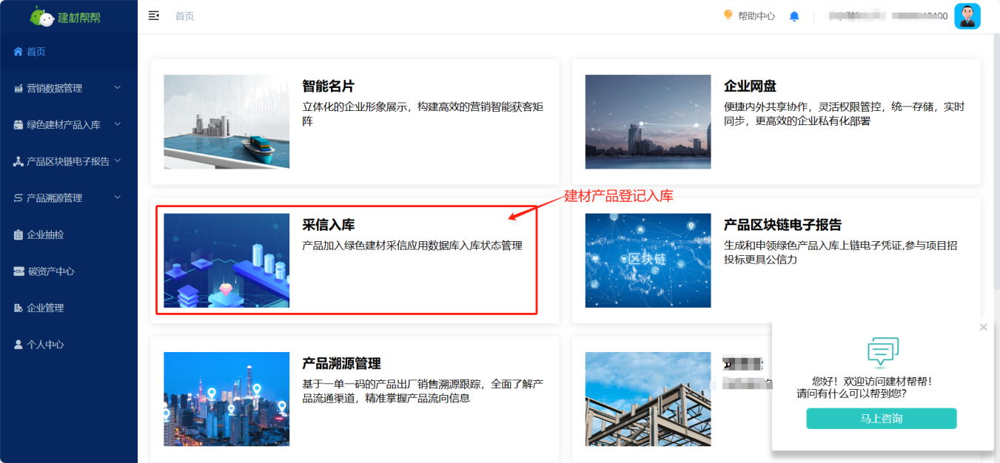 建材帮帮
首页
帮助中心
首页
营销数据管理
绿色建材产品入库
产品区块链电子报告
产品溯源管理
企业抽检
碳资产中心
企业管理
个人中心
智能名片
立体化的企业形象展示，构建高效的营销智能获客矩
阵
企业网盘
便捷内外共享协作，灵活权限管控，统一存储，实时
同步，更高效的企业私有化部署
建材产品登记入库
采信入库
产品加入绿色建材采信应用数据库入库状态管理
区块链
产品区块链电子报告
生成和申领绿色产品入库上链电子凭证,参与项目招
投标更具公信力
产品溯源管理
基于一单一码的产品出厂销售溯源跟踪，全面了解产
品流通渠道，精准掌握产品流向信息
您好！欢迎访问建材帮帮！
请问有什么可以帮到您？
马上咨询